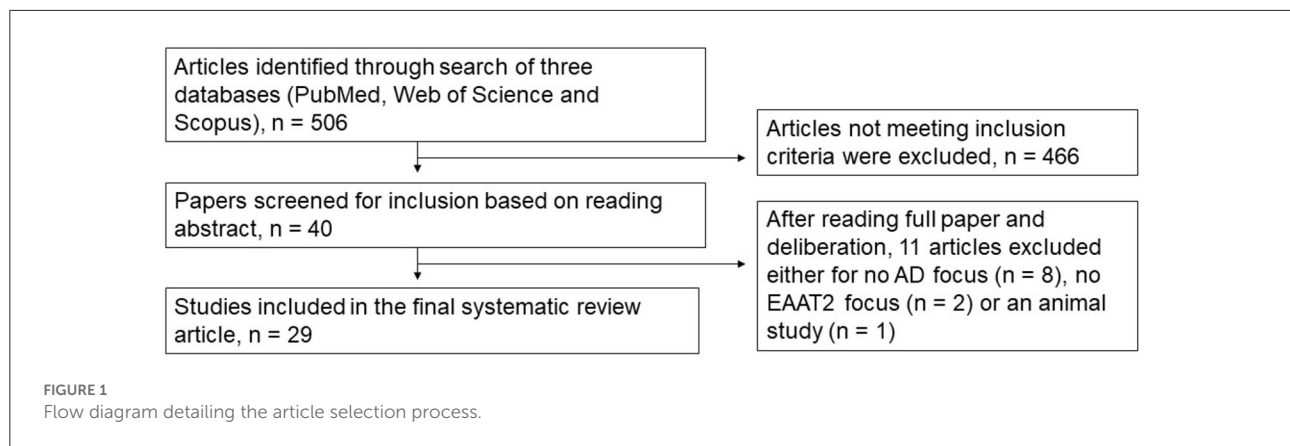 Articles identified through search of three
databases (PubMed, Web of Science and
Scopus), n = 506
Articles not meeting inclusion
criteria were excluded, n = 466
Papers screened for inclusion based on reading
abstract, n = 40
After reading full paper and
deliberation, 11 articles excluded
either for no AD focus (n = 8), no
EAAT2 focus (n = 2) or an animal
study (n = 1)
Studies included in the final systematic review
article, n = 29
FIGURE 1
Flow diagram detailing the article selection process.